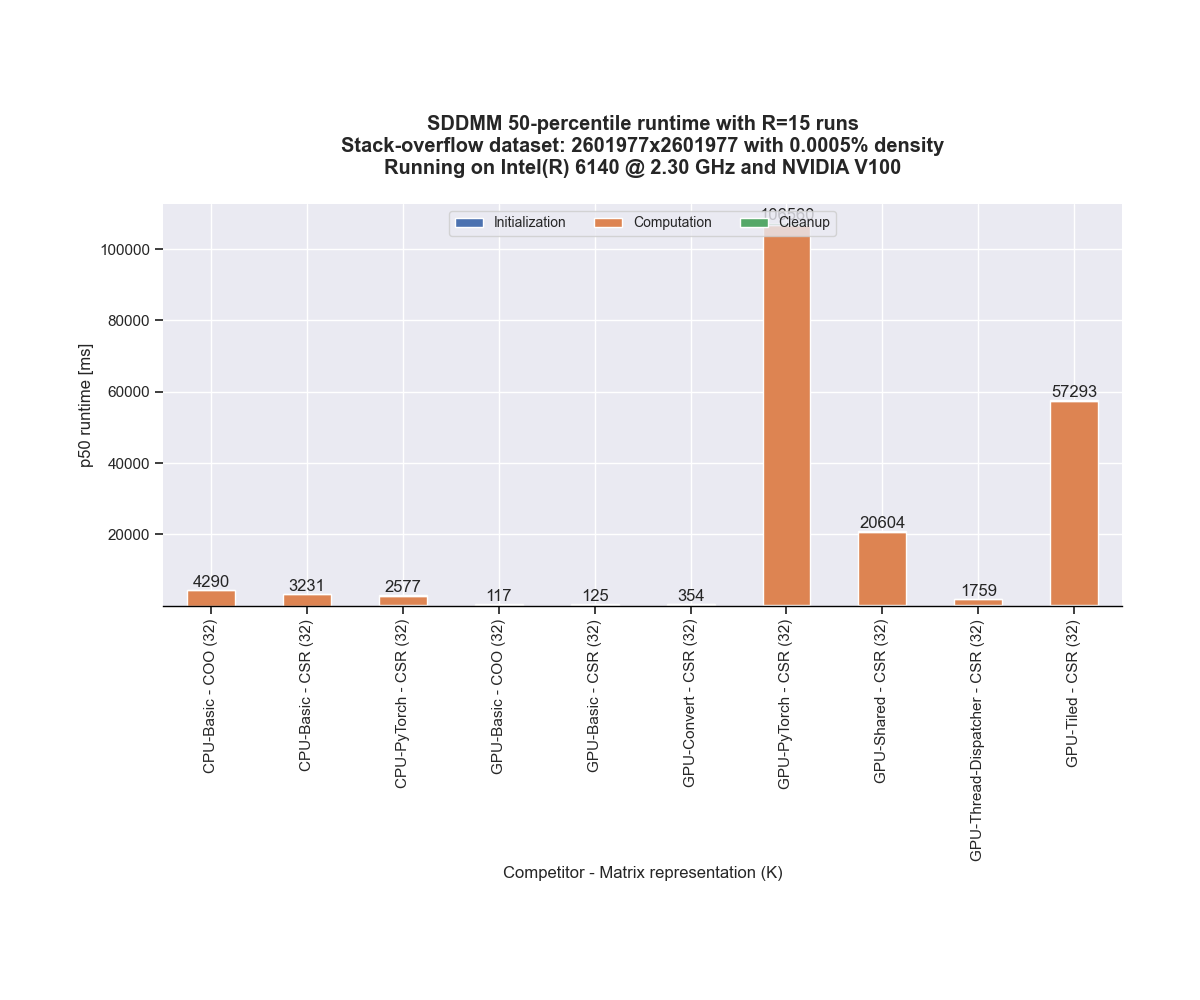 SDDMM 50-percentile runtime with R=15 runs
Stack-overflow dataset: 2601977x2601977 with 0.0005% density
Running on Intel(R) 6140 @ 2.30 GHz and NVIDIA V100
Initialization
Computation
Cleanup
p50 runtime [ms]
100000
80000
60000
40000
20000
4290
3231
2577
117
125
354
20604
1759
57293
CPU-Basic - COO (32)
CPU-Basic - CSR (32)
CPU-PyTorch - CSR (32)
GPU-Basic - COO (32)
GPU-Basic - CSR (32)
GPU-Convert - CSR (32)
GPU-PyTorch - CSR (32)
GPU-Shared - CSR (32)
GPU-Thread-Dispatcher - CSR (32)
GPU-Tiled - CSR (32)
Competitor - Matrix representation (K)